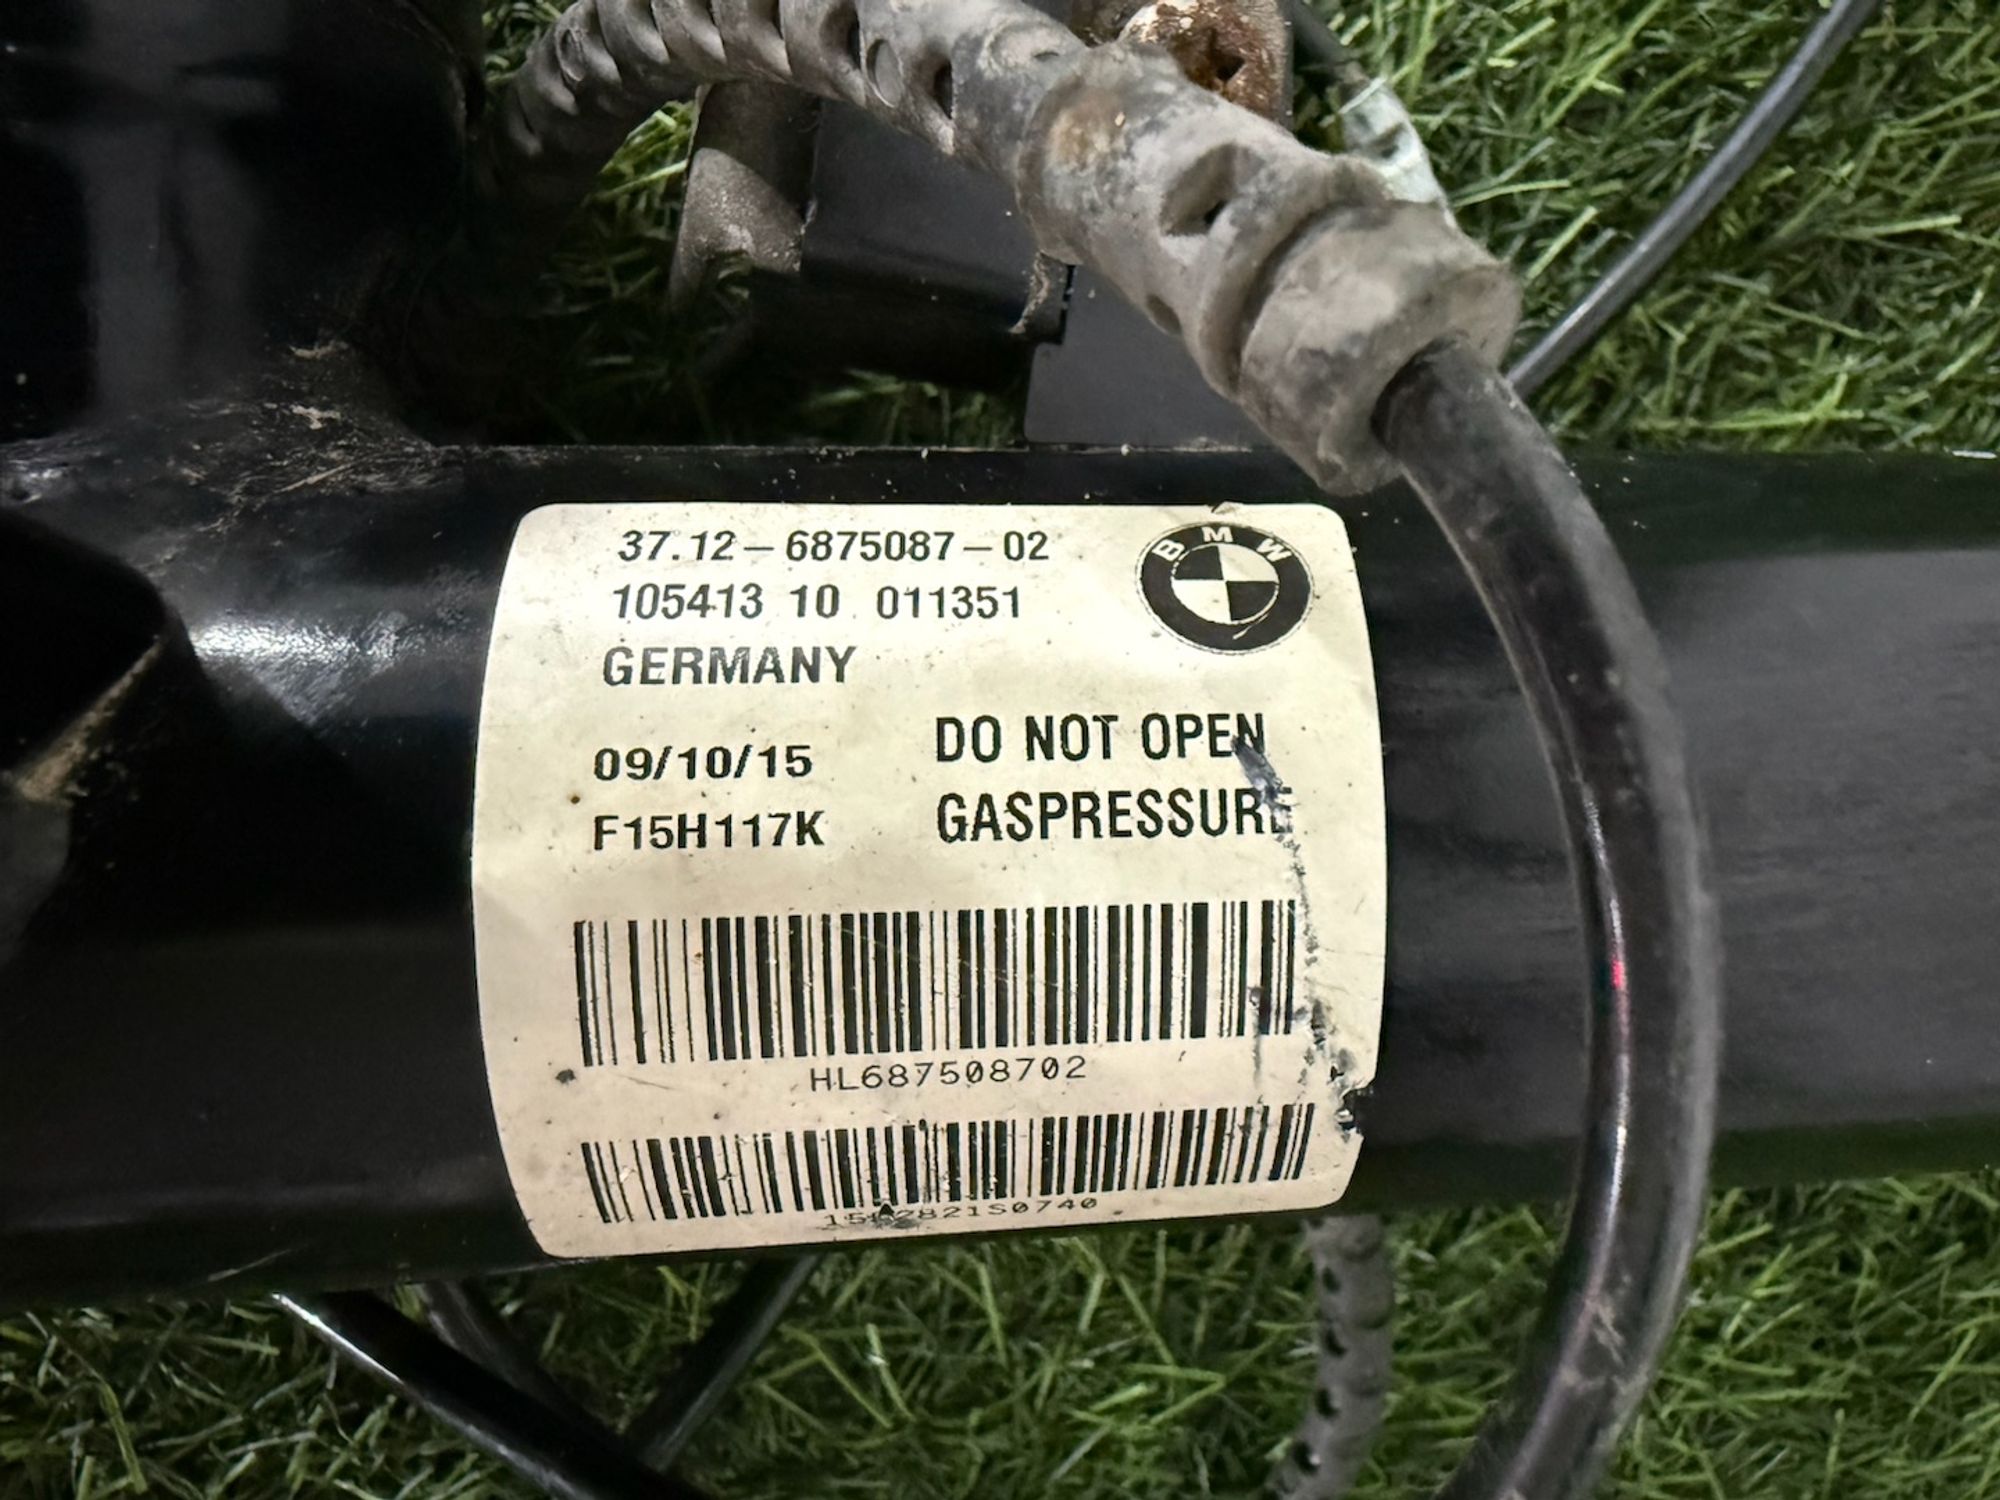 37.12-6875087-02
BMW
105413 10 011351
GERMANY
DO NOT OPEN
09/10/15
GASPRESSURE
F15H117K
HL687508702